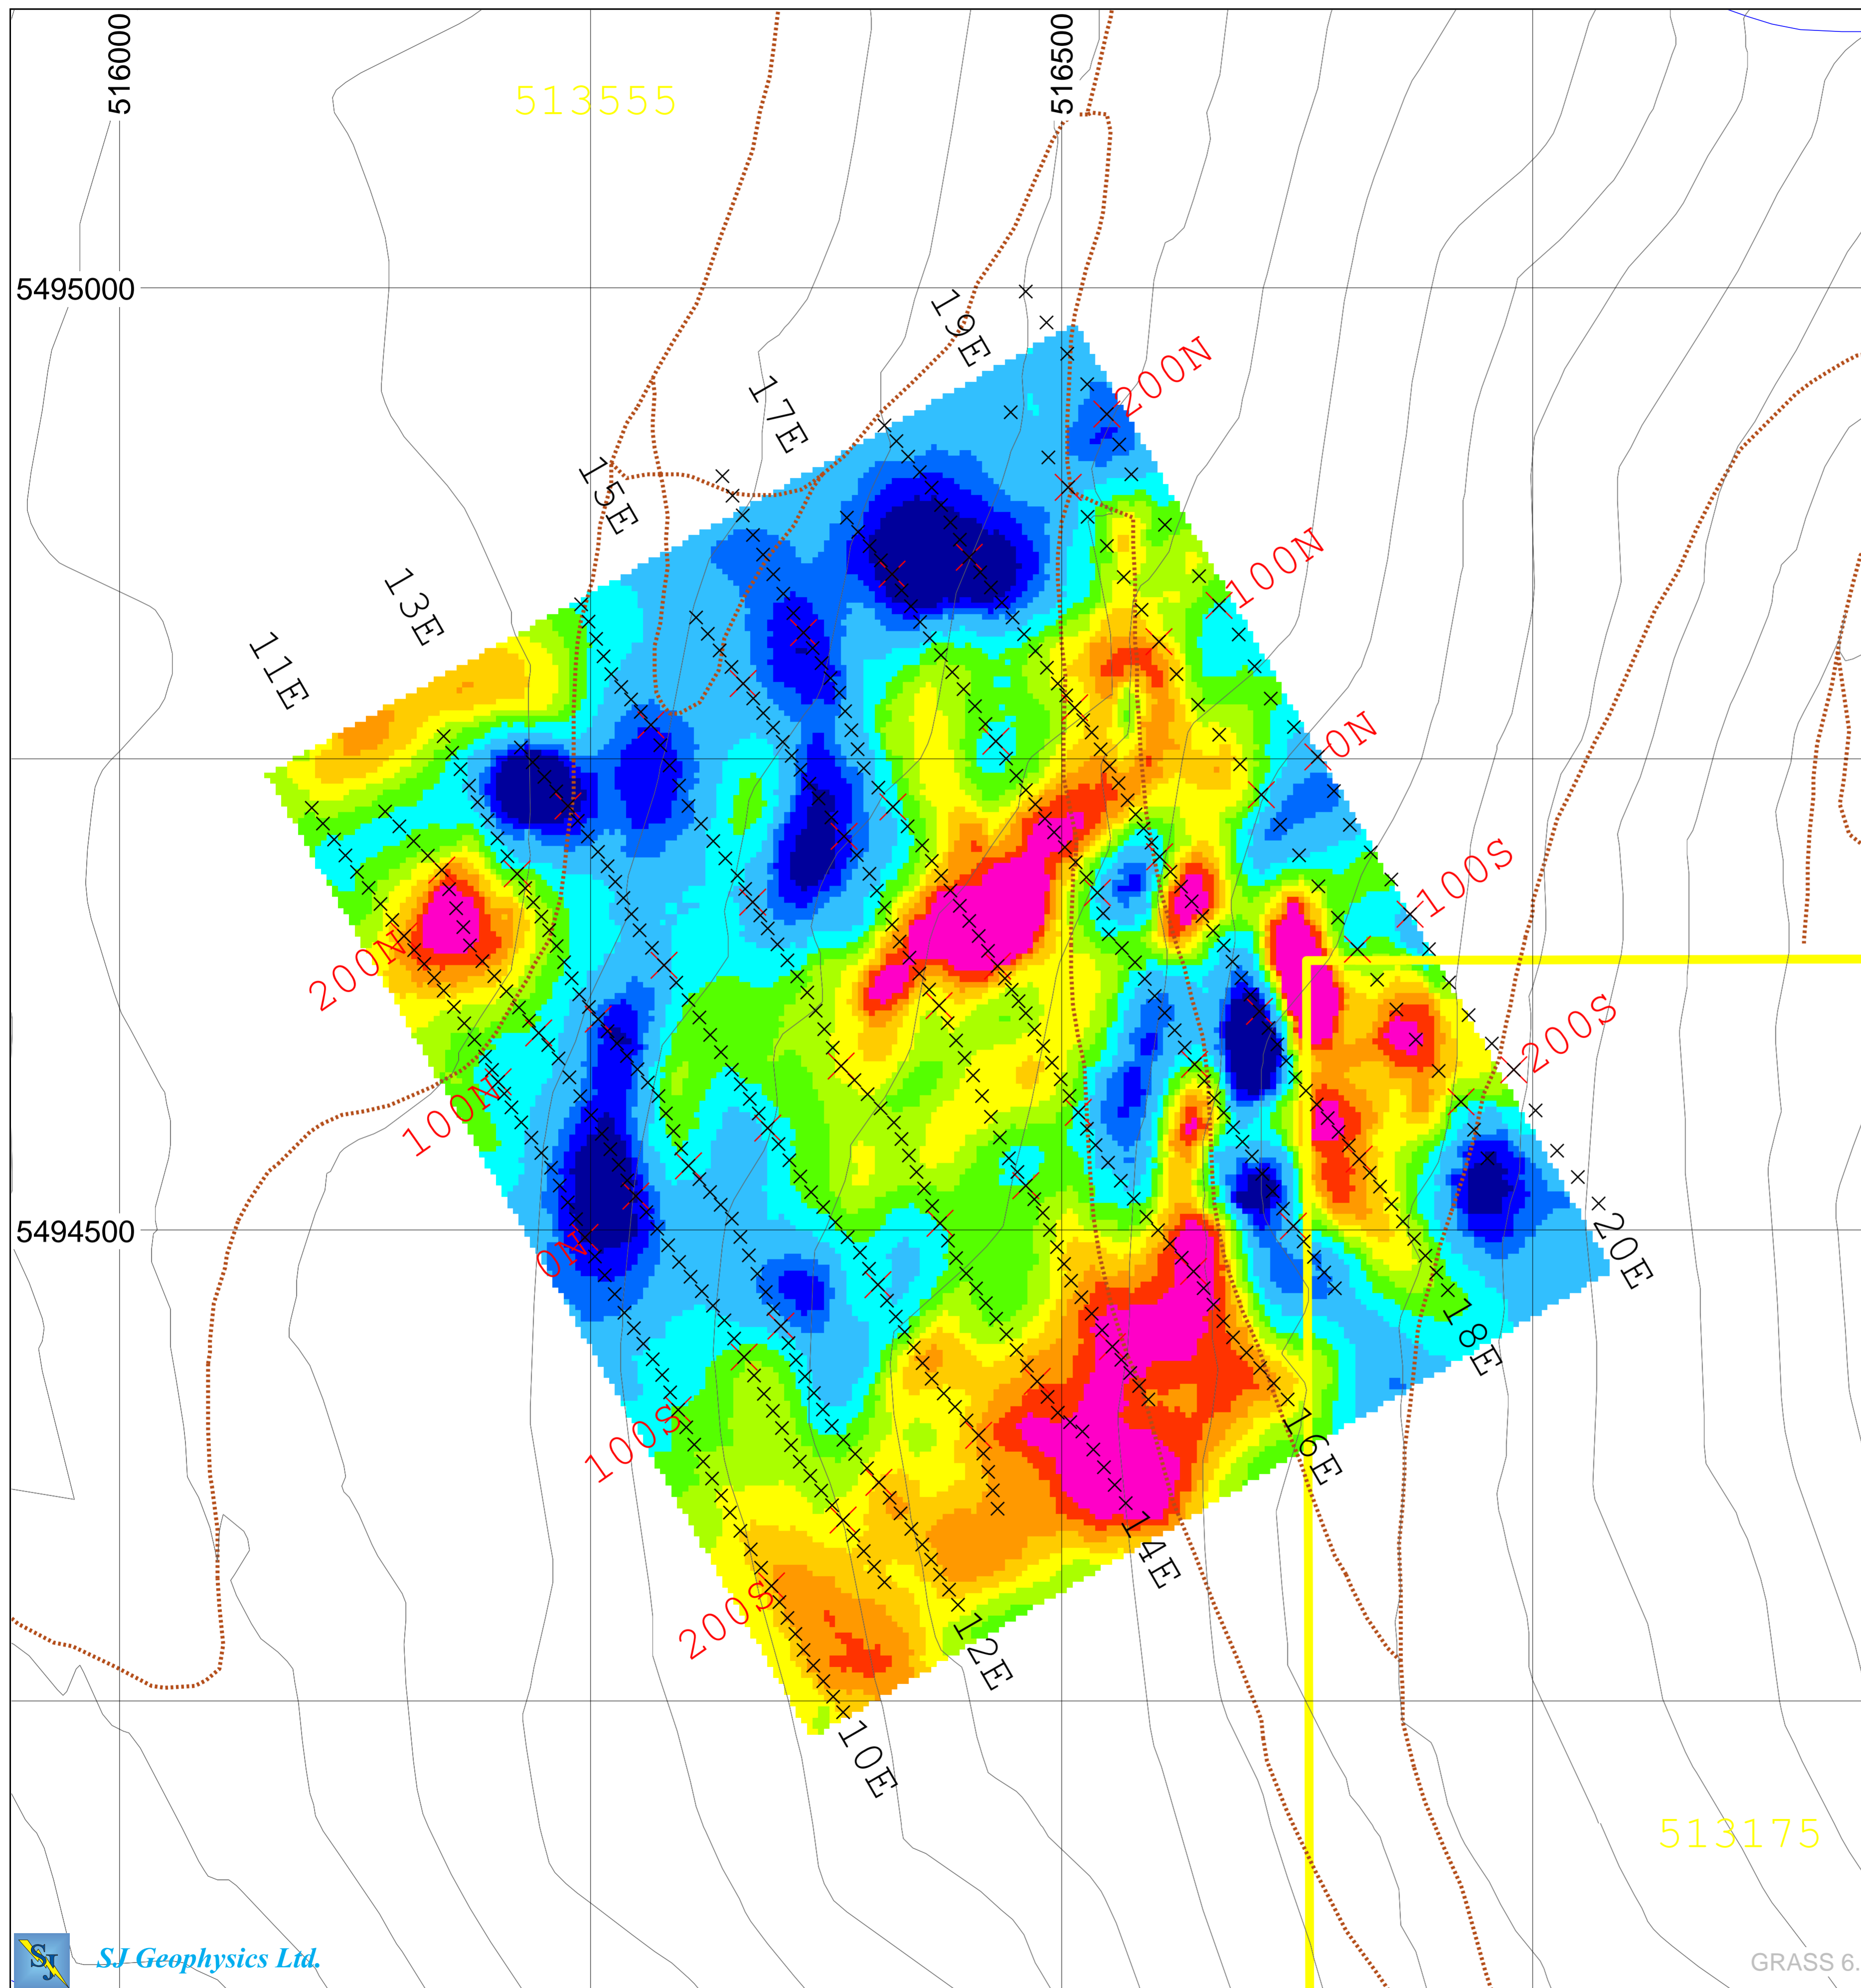 516000
516500
513555
5495000
19E
200N
17E
15E
100N
13E
11E
0N
100S
200N
200S
100N
5494500
20E
0N
18E
100S
16E
14E
200S
12E
10E
513175
SJ
SJ Geophysics Ltd.
GRASS 6.